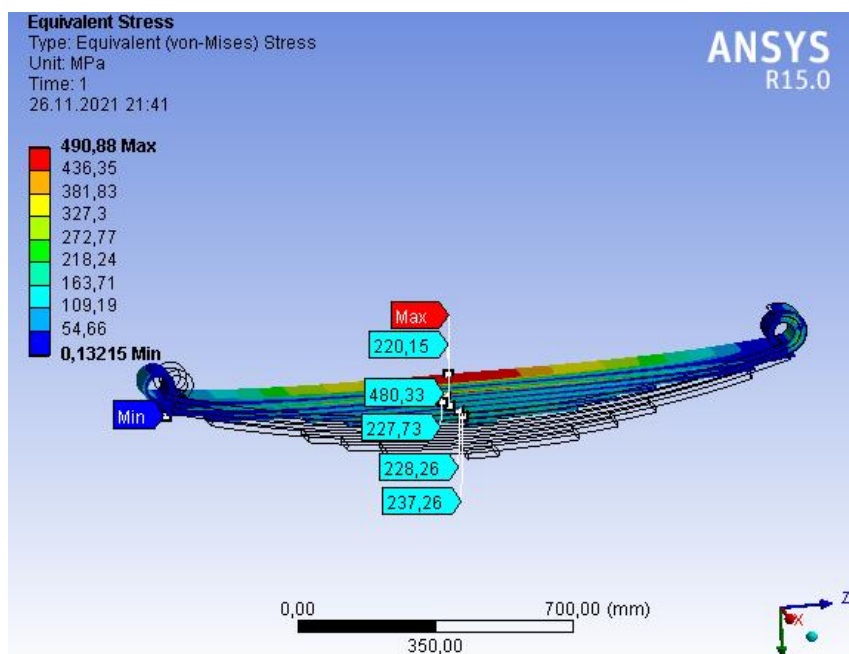 Equivalent Stress
Type: Equivalent (von-Mises) Stress
Unit: MPa
Time: 1
26.11.2021 21:41
ANSYS
R15.0
490,88 Max
436,35
381,83
327,3
272,77
218,24
163,71
109,19
54,66
0,13215 Min
Max
220,15
480,33
Min
227,73
228,26
237,26
0,00
700,00 (mm)
350,00
Z
X